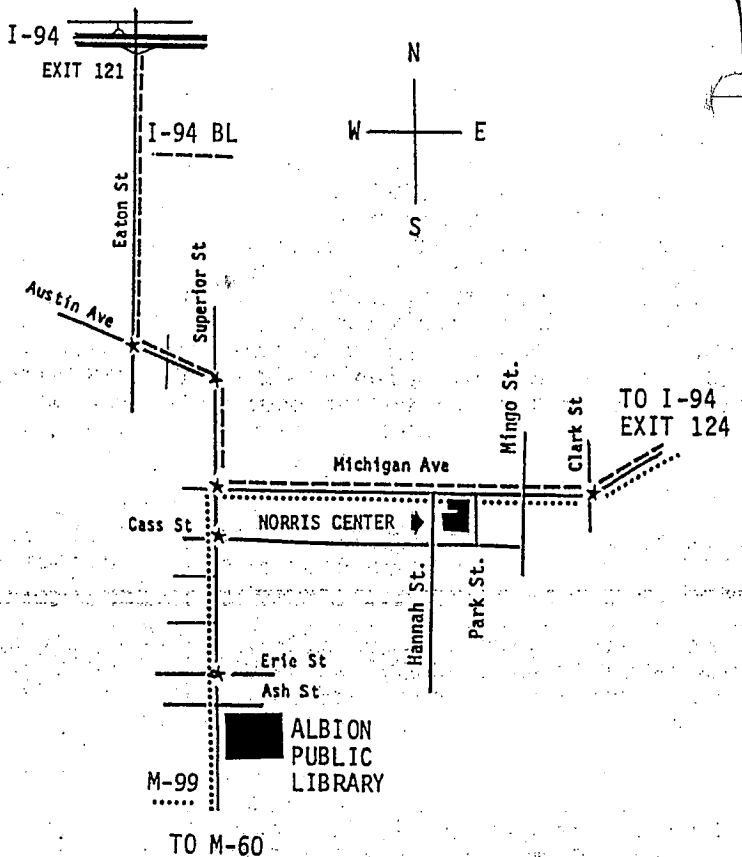 I-94
EXIT 121
N
W E
S
I-94 BL
Eaton St
Superior St
Austin Ave
Mingo St.
Clark St
TO I-94
EXIT 124
Michigan Ave
Cass St
NORRIS CENTER
Hannah St.
Park St.
Erie St
Ash St
ALBION
PUBLIC
LIBRARY
M-99
TO M-60